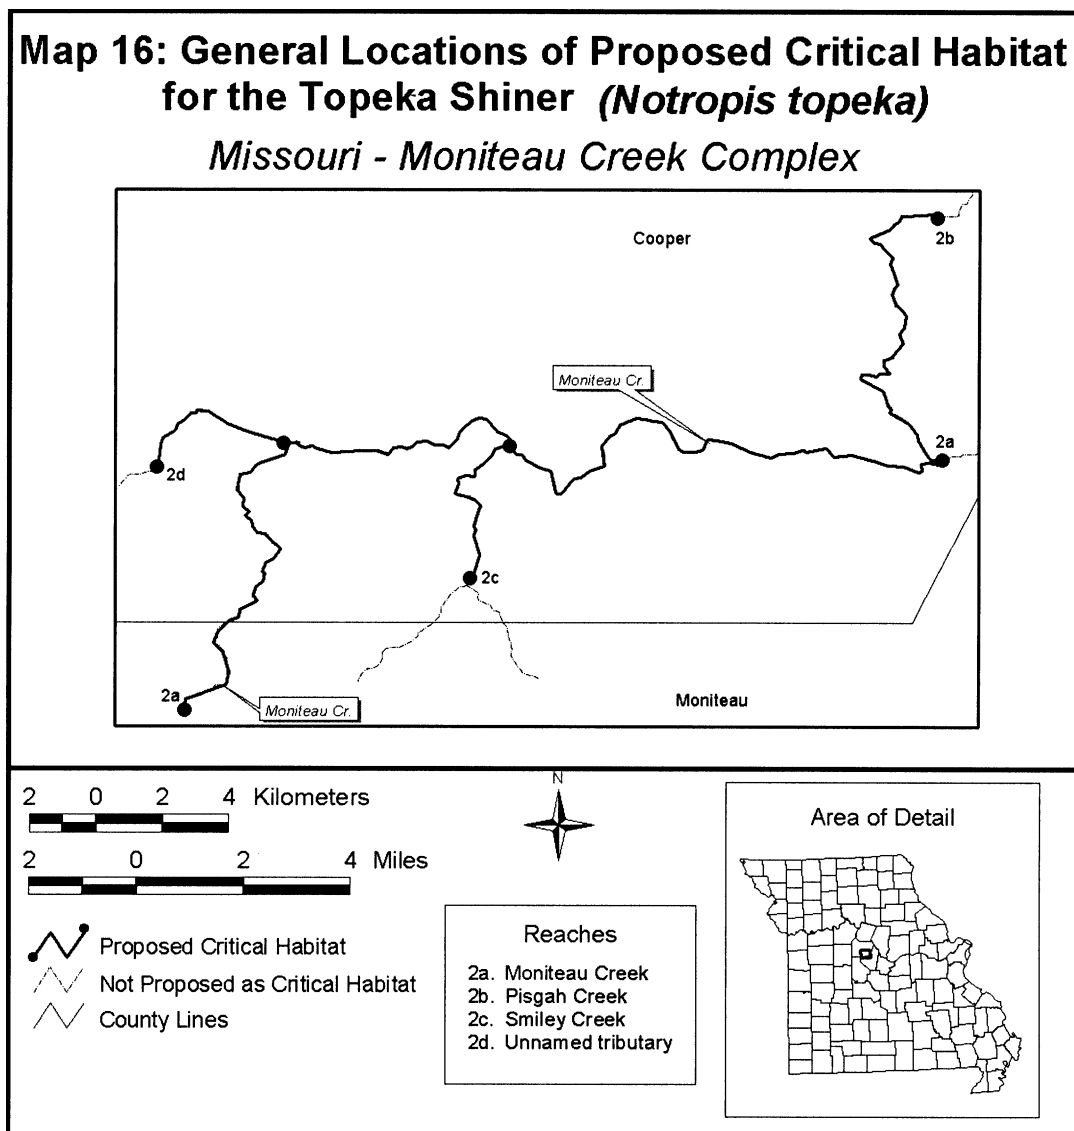 Map 16: General Locations of Proposed Critical Habitat
for the Topeka Shiner (Notropis topeka)
Missouri - Moniteau Creek Complex
Cooper
2b
Moniteau Cr.
2a
2d
2c
2a
Moniteau Cr.
Moniteau
2 0 2 4 Kilometers
2 0 2 4 Miles
Proposed Critical Habitat
Not Proposed as Critical Habitat
County Lines
N
Reaches
2a. Moniteau Creek
2b. Pisgah Creek
2c. Smiley Creek
2d. Unnamed tributary
Area of Detail